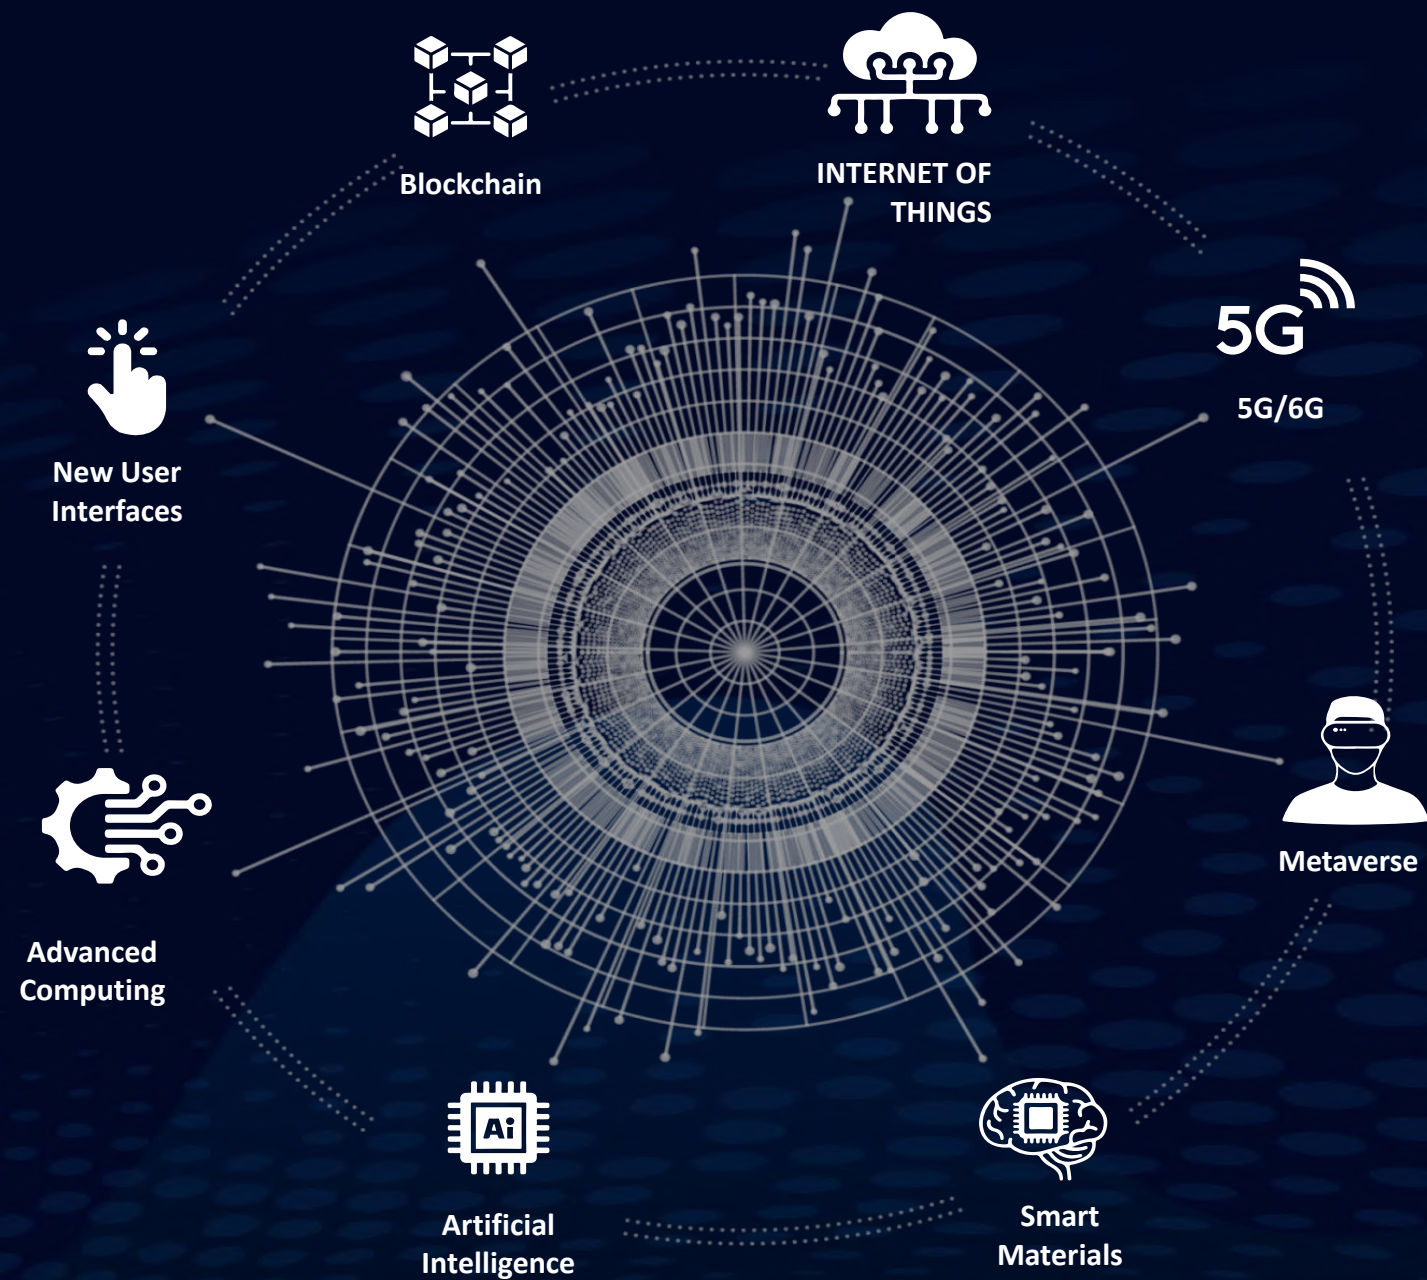 Blockchain
INTERNET OF
THINGS
5G
5G/6G
New User
Interfaces
Metaverse
Advanced
Computing
Ai
Artificial
Intelligence
Smart
Materials